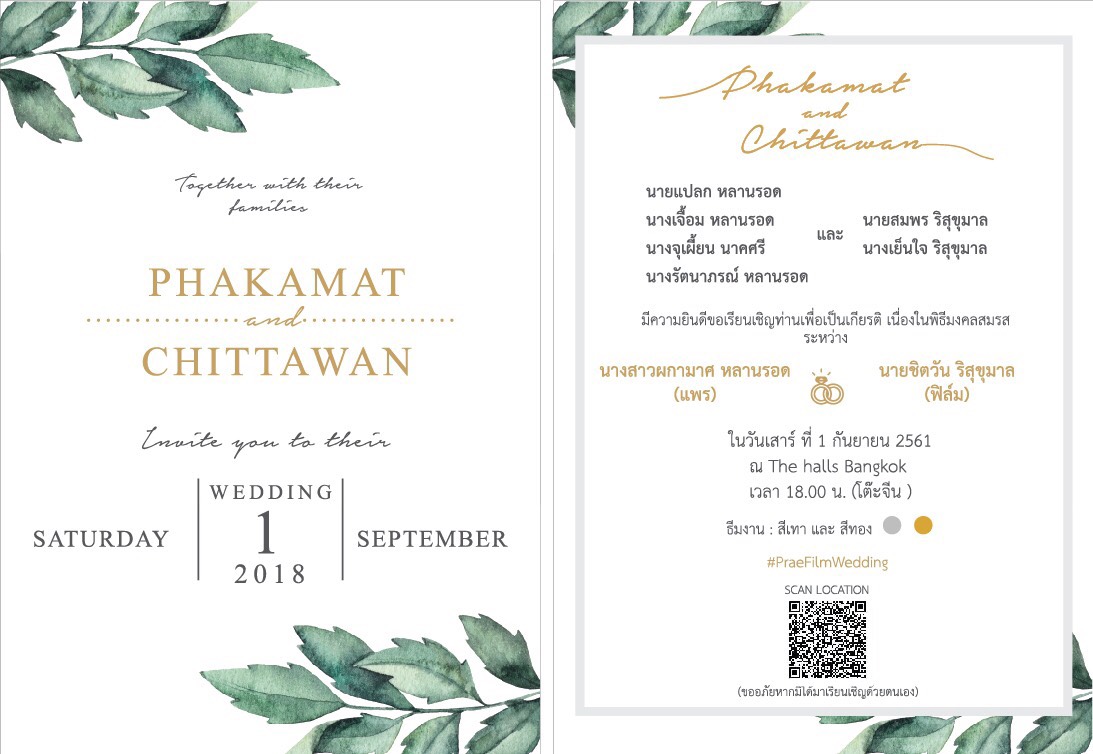 Together with their
families
PHAKAMAT
and
CHITTAWAN
Invite you to their
WEDDING
SATURDAY 1 SEPTEMBER
2018
Phakamat
and
Chittawan
นายแปลก หลานรอด
นางเจื้อม หลานรอด
นางจุเผี้ยน นาคศรี
นางรัตนาภรณ์ หลานรอด
และ
นายสมพร ริสุขุมาล
นางเย็นใจ ริสุขุมาล
มีความยินดีขอเรียนเชิญท่านเพื่อเป็นเกียรติ เนื่องในพิธีมงคลสมรส
ระหว่าง
นางสาวผกามาศ หลานรอด
(แพร)
นายชิตวัน ริสุขุมาล
(ฟิล์ม)
ในวันเสาร์ ที่ 1 กันยายน 2561
ณ The halls Bangkok
เวลา 18.00 น. (โต๊ะจีน )
ธีมงาน : สีเทา และ สีทอง
#PraeFilmWedding
SCAN LOCATION
(ขออภัยหากมิได้มาเรียนเชิญด้วยตนเอง)